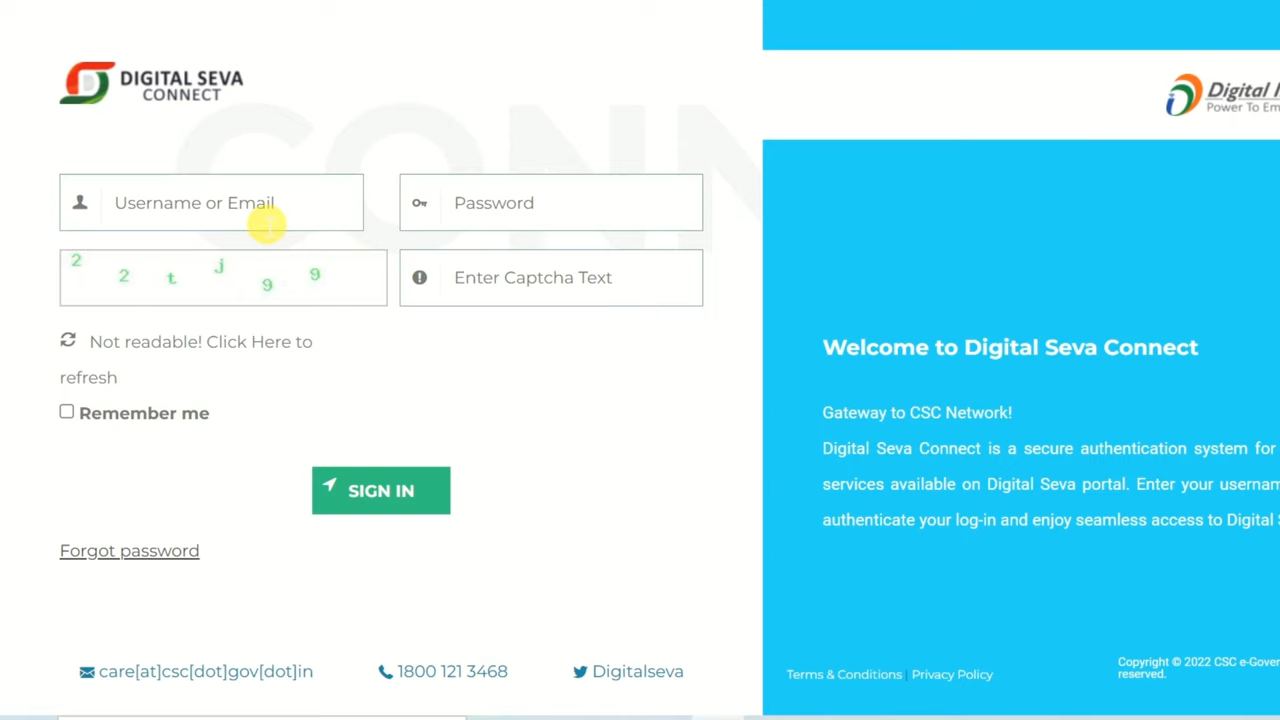 DIGITAL SEVA
CONNECT
CONN
Username or Email
Password
2 2 t j 9 9
Enter Captcha Text
Not readable! Click Here to
refresh
Remember me
SIGN IN
Forgot password
care[at]csc[dot]gov[dot]in
1800 121 3468
Digitalseva
Digital
Power To
Welcome to Digital Seva Connect
Gateway to CSC Network!
Digital Seva Connect is a secure authentication system for
services available on Digital Seva portal. Enter your
authenticate your log-in and enjoy seamless access to Digital
Terms & Conditions | Privacy Policy
Copyright © 2022 CSC
reserved.